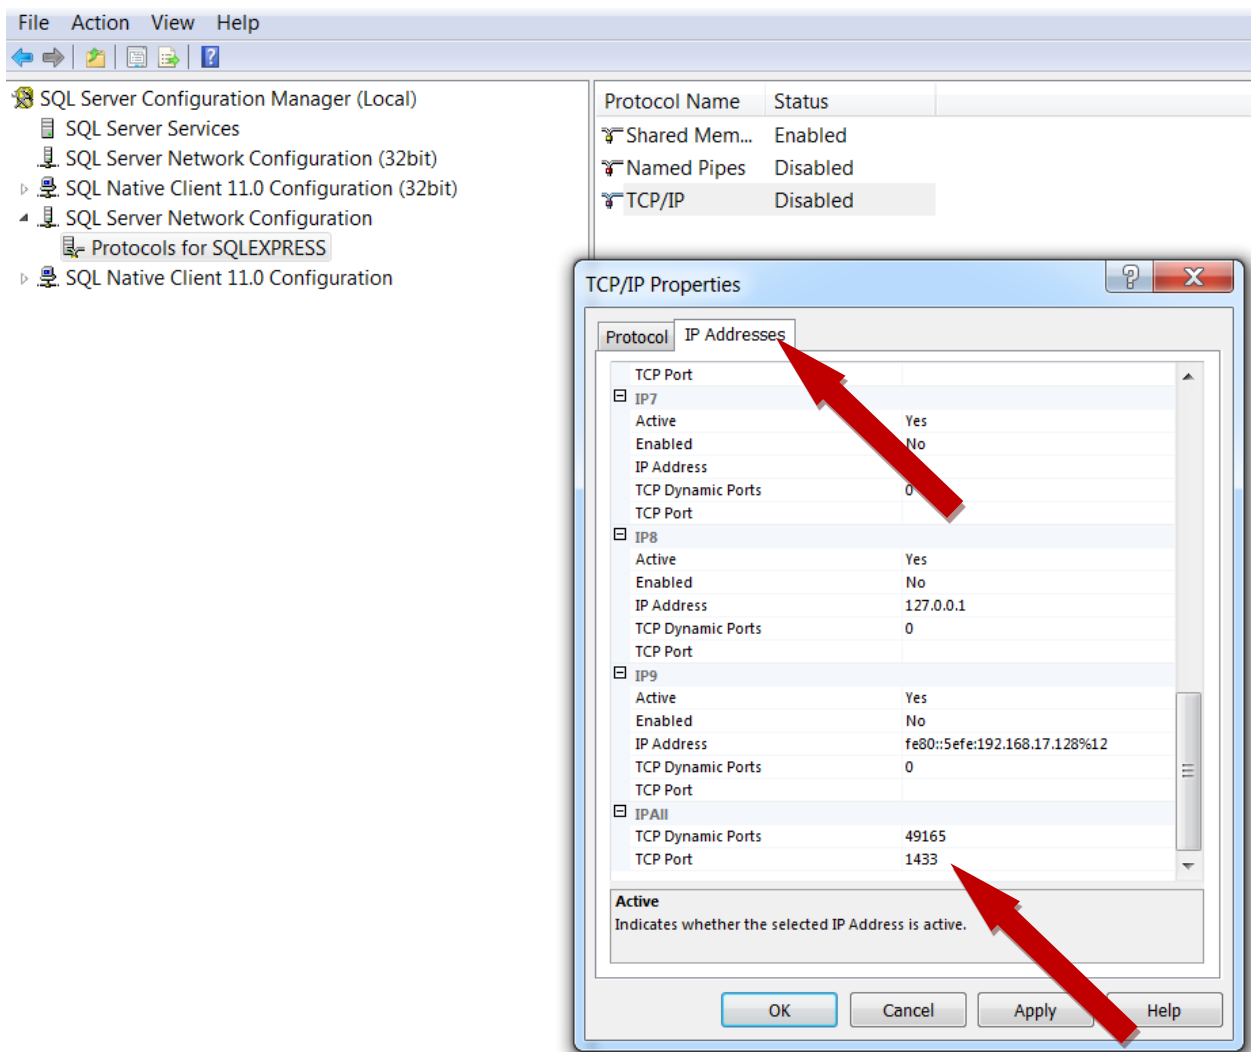 File Action View Help
SQL Server Configuration Manager (Local)
SQL Server Services
SQL Server Network Configuration (32bit)
SQL Native Client 11.0 Configuration (32bit)
SQL Server Network Configuration
Protocols for SQLEXPRESS
SQL Native Client 11.0 Configuration
Protocol Name Status
Shared Mem... Enabled
Named Pipes Disabled
TCP/IP Disabled
TCP/IP Properties
Protocol IP Addresses
TCP Port
IP7
Active Yes
Enabled No
IP Address
TCP Dynamic Ports 0
TCP Port
IP8
Active Yes
Enabled No
IP Address 127.0.0.1
TCP Dynamic Ports 0
TCP Port
IP9
Active Yes
Enabled No
IP Address fe80::5efe:192.168.17.128%12
TCP Dynamic Ports 0
TCP Port
IPAll
TCP Dynamic Ports 49165
TCP Port 1433
Active
Indicates whether the selected IP Address is active.
OK Cancel Apply Help